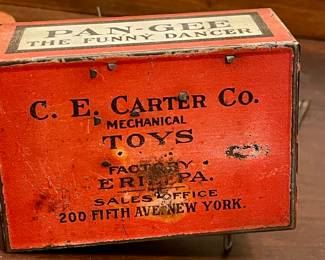 PAN-GEE
THE FUNNY DANCER
C. E. CARTER CO.
MECHANICAL
TOYS
FACTORY
ERIE, PA.
SALES OFFICE
200 FIFTH AVE. NEW YORK.